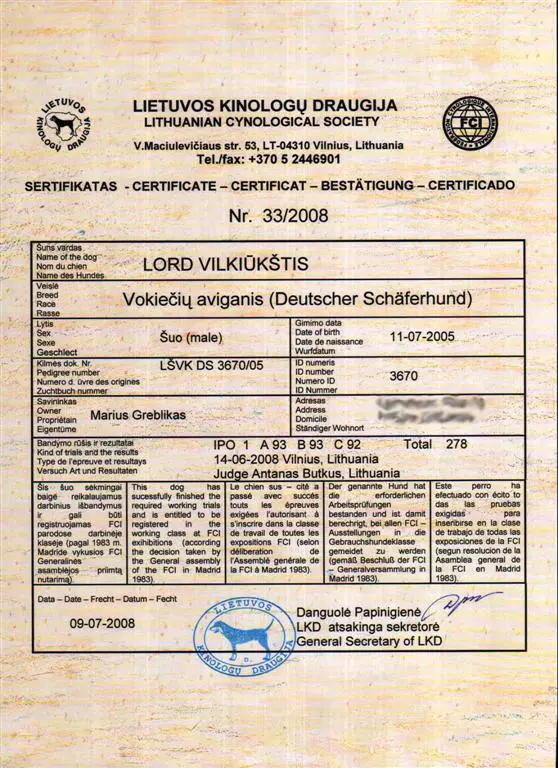 LIETUVOS
KINOLOGŲ DRAUGIJA
LIETUVOS KINOLOGŲ DRAUGIJA
LITHUANIAN CYNOLOGICAL SOCIETY
FCI
V.Maciulevičiaus str. 53, LT-04310 Vilnius, Lithuania
Tel./fax: +370 5 2446901
SERTIFIKATAS - CERTIFICATE – CERTIFICAT – BESTÄTIGUNG – CERTIFICADO
Nr. 33/2008
Šuns vardas
Name of the dog
Nom du chien
Name des Hundes
LORD VILKIŪKŠTIS
Veislė
Breed
Race
Rasse
Vokiečių aviganis (Deutscher Schäferhund)
Lytis
Sex
Sexe
Geschlect
Šuo (male)
Gimimo data
Date of birth
Date de naissance
Wurfdatum
11-07-2005
Kilmės dok. Nr.
Pedigree number
Numero d. üvre des origines
Zuchtbuch nummer
LŠVK DS 3670/05
ID numeris
ID number
Numero ID
ID Nummer
3670
Savininkas
Owner
Propriétain
Eigentüme
Marius Greblikas
Adresas
Address
Domicile
Ständiger Wohnort
Bandymo rūšis ir rezultatai
Kind of trials and the results
Type de l'epreuve et resultays
Versuch Art und Resultaten
IPO 1 A 93 B 93 C 92 Total 278
14-06-2008 Vilnius, Lithuania
Judge Antanas Butkus, Lithuania
Šis šuo sekmingai
baigė reikalaujamus
darbinius išbandymus
ir gali būti
registruojamas FCI
parodose darbinėje
klasėje (pagal 1983 m.
Madride vykusios FCI
Generalinės
asamblėjos priimtą
nutarimą).
This dog has
sucessfully finished the
required working trials
and is entitled to be
registered in the
working class at FCI
exhibitions (according
the decision taken by
the General assembly
of the FCI in Madrid
1983).
Le chien sus – cité a
passé avec succés
touts les épreuves
exigées l'autorisant à
s'inscrire dans la classe
de travail de toutes les
expositions FCI (selon
déliberation de
l'Assemblé générale de
la FCI à Madrid 1983).
Der genannte Hund hat
die erforderlichen
Arbeitsprüfungen
bestanden und ist damit
berechrigt, bei allen FCI –
Ausstellungen in die
Gebrauchshundeklasse
gemeidet zu werden
(gemäß Beschluß der FCI
– Generalversammlung in
Madrid 1983).
Este perro ha
efectuado con écito to
das las pruebas
exigidas para
inseribirse en la clase
de trabajo de todas las
exposiciones de la FCI
(segun resolucion de la
Asamblea general de
la FCI en Madrid
1983).
Data – Date – Frecht – Datum – Fecht
09-07-2008
LIETUVOS
KINOLOGŲ DRAUGIJA
Danguolė Papinigienė
LKD atsakinga sekretorė
General Secretary of LKD